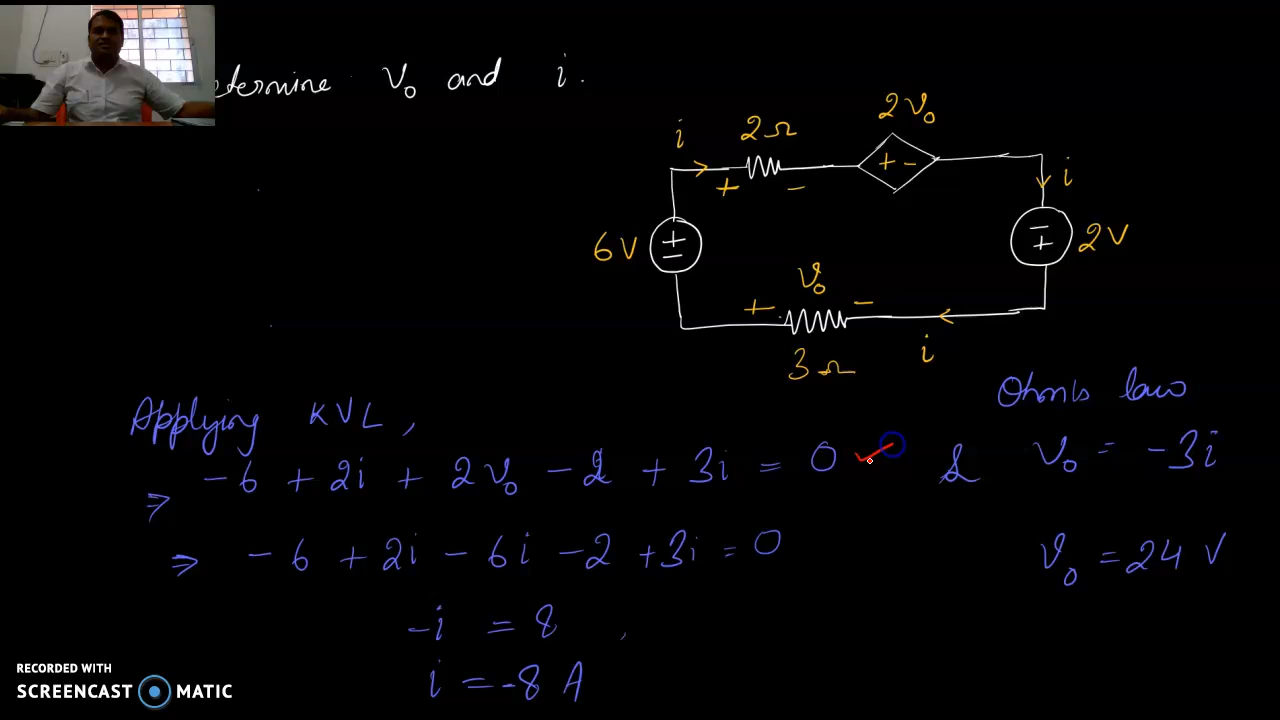 etermine V₀ and i.
2V₀
i 2Ω
+ - + - i
6V + - - + 2V
V₀
+ -
3Ω i
Ohm's law
Applying KVL,
-6 + 2i + 2V₀ - 2 + 3i = 0 & V₀ = -3i
⇒
⇒ -6 + 2i - 6i - 2 + 3i = 0 V₀ = 24 V
-i = 8
i = -8 A
RECORDED WITH
SCREENCAST MATIC